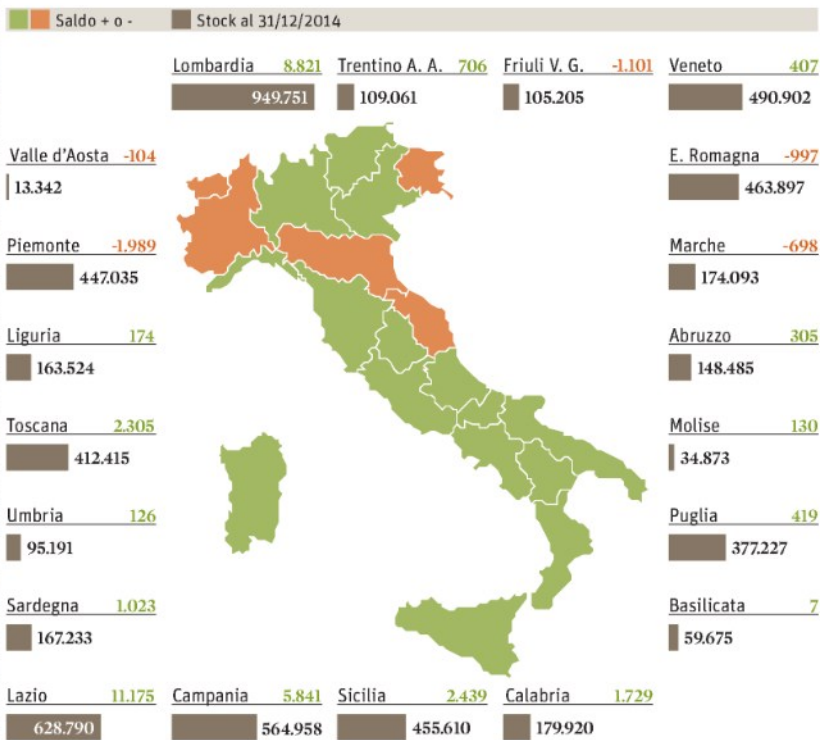 Saldo + o - Stock al 31/12/2014
Lombardia 8.821
949.751
Trentino A. A. 706
109.061
Friuli V. G. -1.101
105.205
Veneto 407
490.902
Valle d'Aosta -104
13.342
E. Romagna -997
463.897
Piemonte -1.989
447.035
Marche -698
174.093
Liguria 174
163.524
Abruzzo 305
148.485
Toscana 2.305
412.415
Molise 130
34.873
Umbria 126
95.191
Puglia 419
377.227
Sardegna 1.023
167.233
Basilicata 7
59.675
Lazio 11.175
628.790
Campania 5.841
564.958
Sicilia 2.439
455.610
Calabria 1.729
179.920